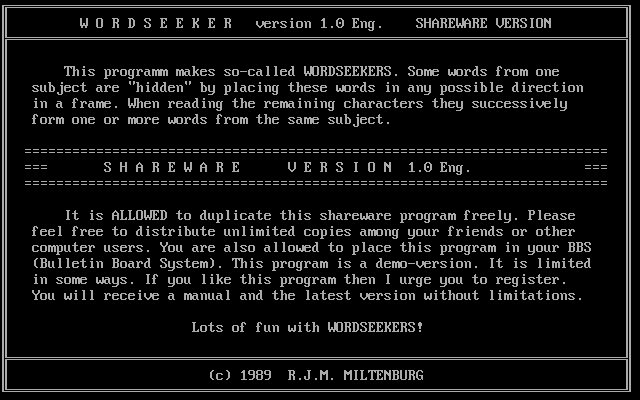 W O R D S E E K E R   version 1.0 Eng.    SHAREWARE VERSION
This programm makes so-called WORDSEEKERS. Some words from one
subject are "hidden" by placing these words in any possible direction
in a frame. When reading the remaining characters they successively
form one or more words from the same subject.
=========================================================================
===       S H A R E W A R E      V E R S I O N  1.0 Eng.              ===
=========================================================================
It is ALLOWED to duplicate this shareware program freely. Please
feel free to distribute unlimited copies among your friends or other
computer users. You are also allowed to place this program in your BBS
(Bulletin Board System). This program is a demo-version. It is limited
in some ways. If you like this program then I urge you to register.
You will receive a manual and the latest version without limitations.
Lots of fun with WORDSEEKERS!
(c) 1989  R.J.M. MILTENBURG